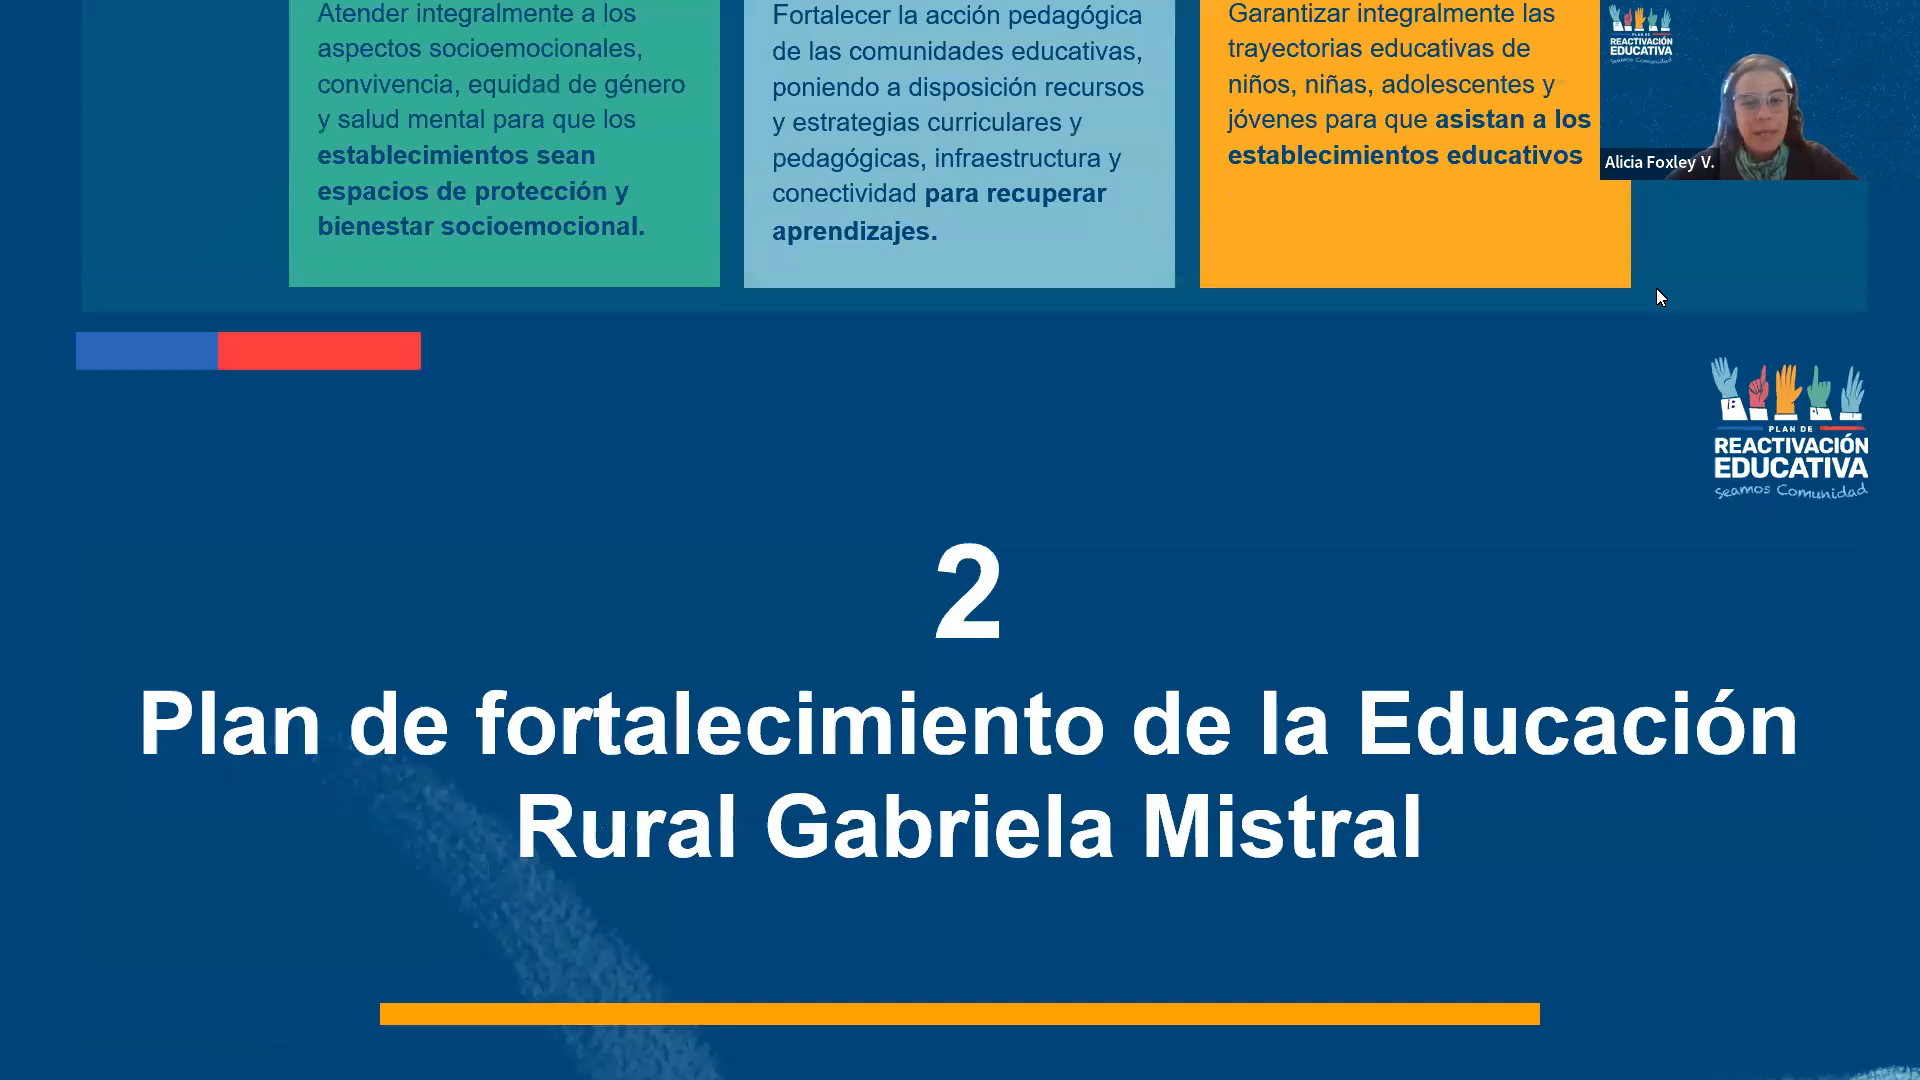 Atender integralmente a los
aspectos socioemocionales,
convivencia, equidad de género
y salud mental para que los
establecimientos sean
espacios de protección y
bienestar socioemocional.
Fortalecer la acción pedagógica
de las comunidades educativas,
poniendo a disposición recursos
y estrategias curriculares y
pedagógicas, infraestructura y
conectividad para recuperar
aprendizajes.
Garantizar integralmente las
trayectorias educativas de
niños, niñas, adolescentes y
jóvenes para que asistan a los
establecimientos educativos
PLAN DE
REACTIVACIÓN
EDUCATIVA
Seamos Comunidad
Alicia Foxley V.
PLAN DE
REACTIVACIÓN
EDUCATIVA
Seamos Comunidad
2
Plan de fortalecimiento de la Educación
Rural Gabriela Mistral